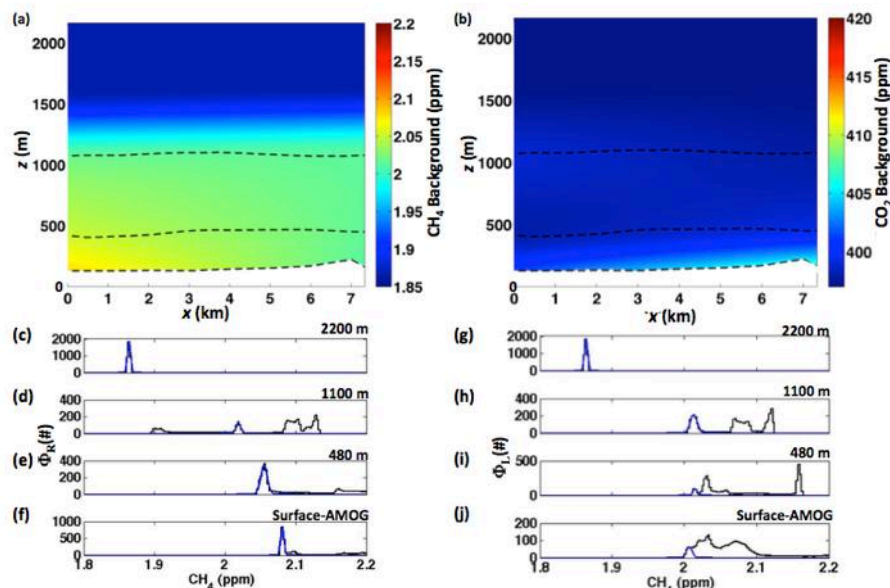 (a)
2000
1500
1000
500
0
z (m)
0 1 2 3 4 5 6 7
x (km)
2.2
2.15
2.1
2.05
2
1.95
1.9
1.85
CH4 Background (ppm)
(b)
2000
1500
1000
500
0
z (m)
0 1 2 3 4 5 6 7
x (km)
420
415
410
405
400
CO2 Background (ppm)
(c)
2200 m
2000
1000
0
(d)
1100 m
400
200
0
(e)
480 m
400
200
0
ΦR(#)
(f)
Surface-AMOG
1000
500
0
1.8 1.9 2 2.1 2.2
CH4 (ppm)
(g)
2200 m
2000
1000
0
(h)
1100 m
400
200
0
(i)
480 m
500
0
ΦL(#)
(j)
Surface-AMOG
200
100
0
1.8 1.9 2 2.1 2.2
CH4 (ppm)